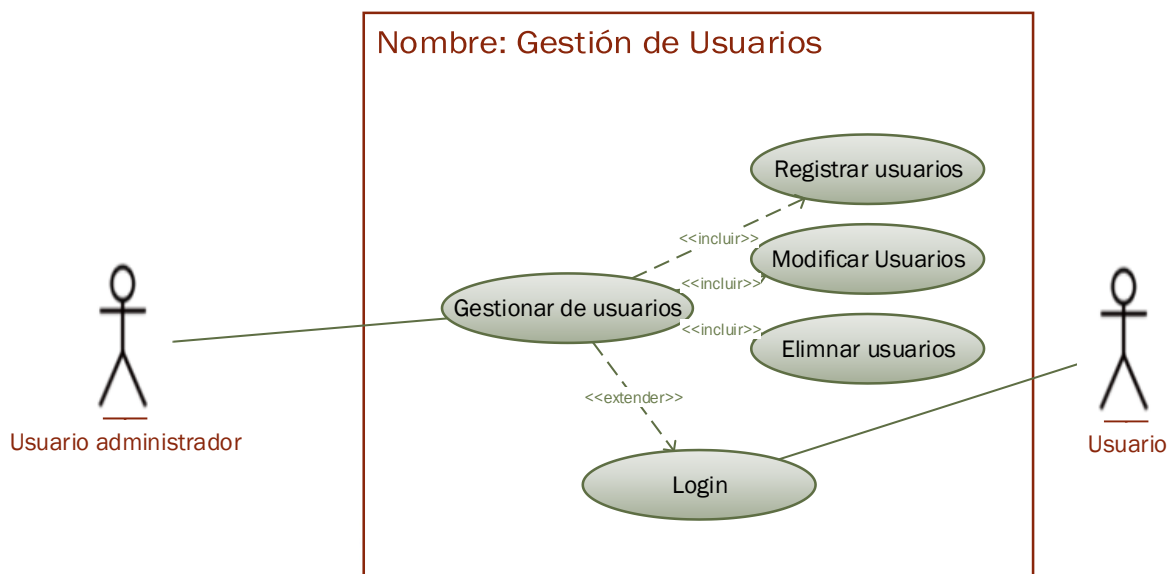 Nombre: Gestión de Usuarios
Registrar usuarios
<<incluir>>
Modificar Usuarios
<<incluir>>
Gestionar de usuarios
<<incluir>>
Elimnar usuarios
<<extender>>
Usuario administrador
Usuario
Login